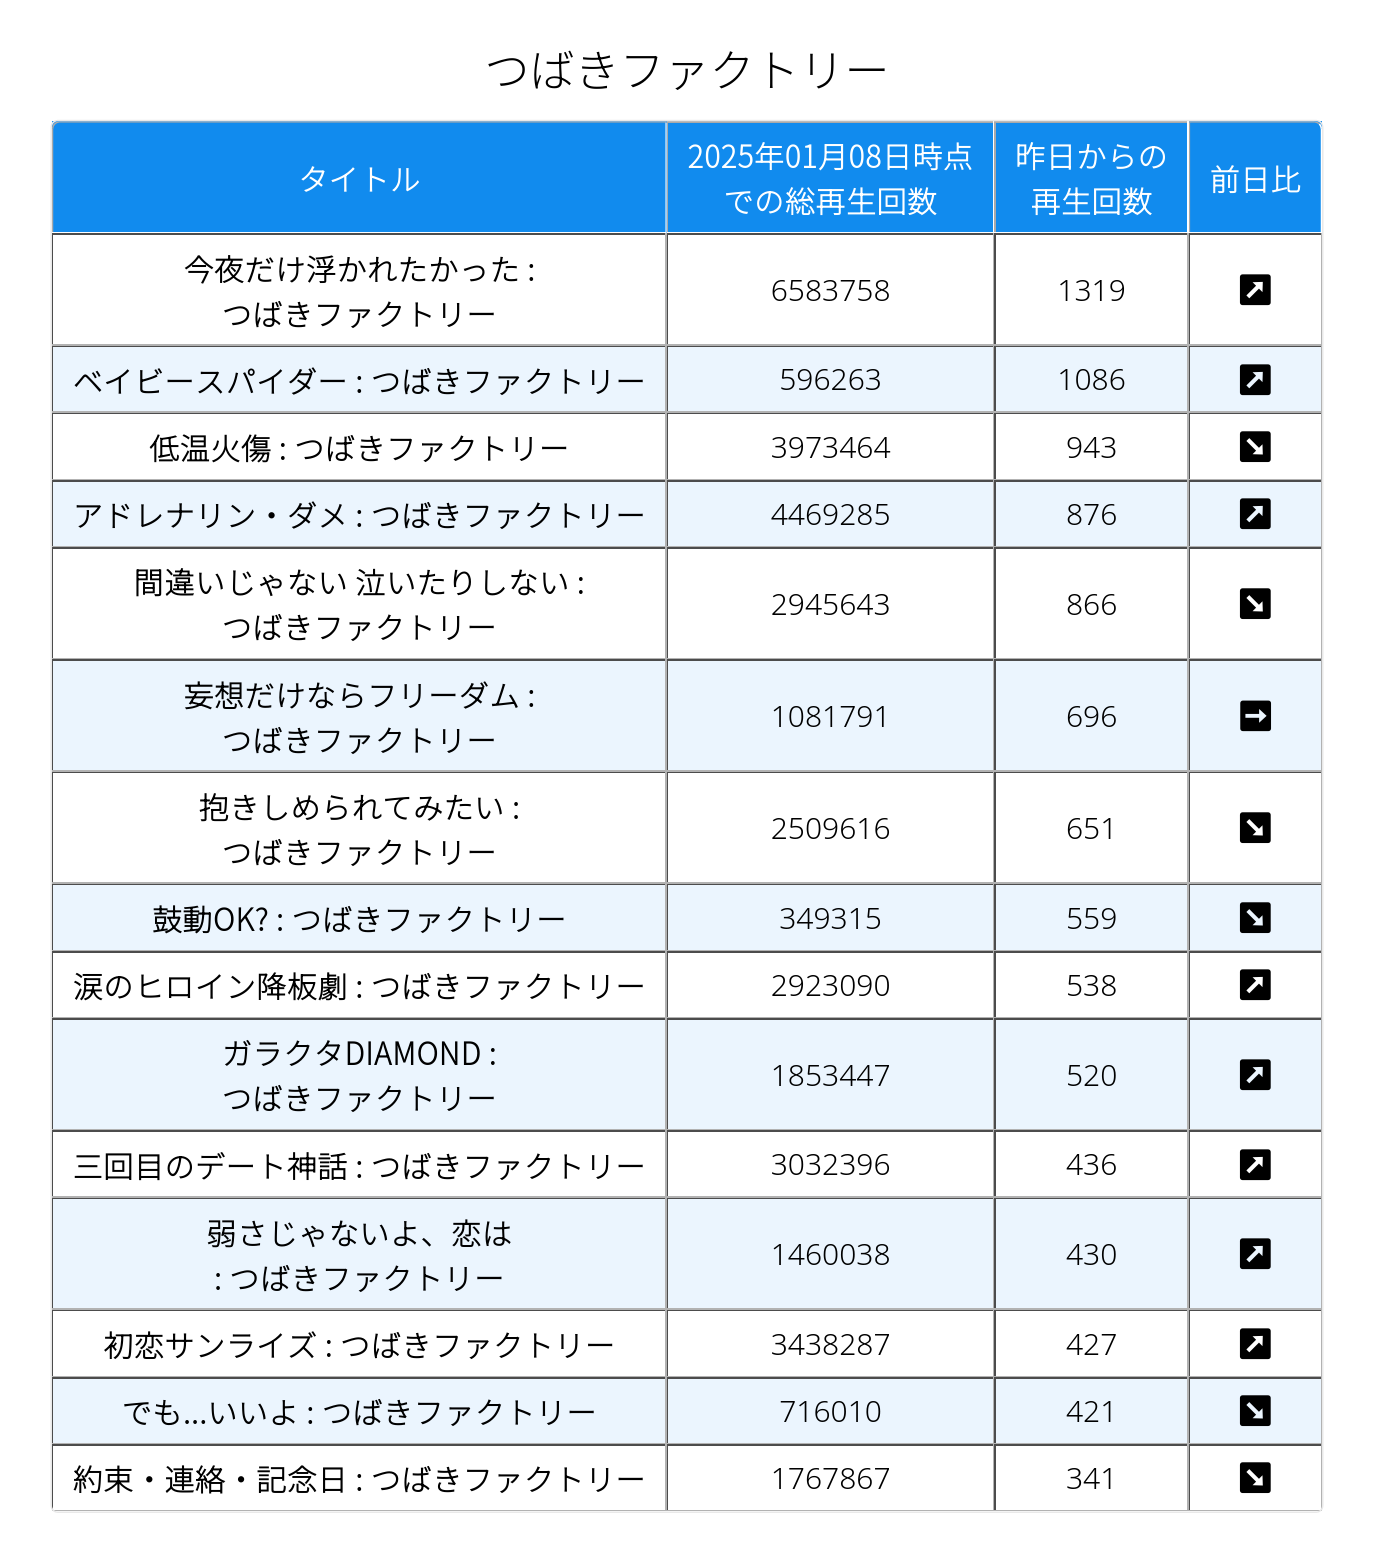 つばきファクトリー
タイトル
2025年01月08日時点
での総再生回数
昨日からの
再生回数
前日比
今夜だけ浮かれたかった :
つばきファクトリー
6583758
1319
↗
ベイビースパイダー : つばきファクトリー
596263
1086
↗
低温火傷 : つばきファクトリー
3973464
943
↘
アドレナリン・ダメ : つばきファクトリー
4469285
876
↗
間違いじゃない 泣いたりしない :
つばきファクトリー
2945643
866
↘
妄想だけならフリーダム :
つばきファクトリー
1081791
696
→
抱きしめられてみたい :
つばきファクトリー
2509616
651
↘
鼓動OK? : つばきファクトリー
349315
559
↘
涙のヒロイン降板劇 : つばきファクトリー
2923090
538
↗
ガラクタDIAMOND :
つばきファクトリー
1853447
520
↗
三回目のデート神話 : つばきファクトリー
3032396
436
↗
弱さじゃないよ、恋は
: つばきファクトリー
1460038
430
↗
初恋サンライズ : つばきファクトリー
3438287
427
↗
でも...いいよ : つばきファクトリー
716010
421
↘
約束・連絡・記念日 : つばきファクトリー
1767867
341
↘